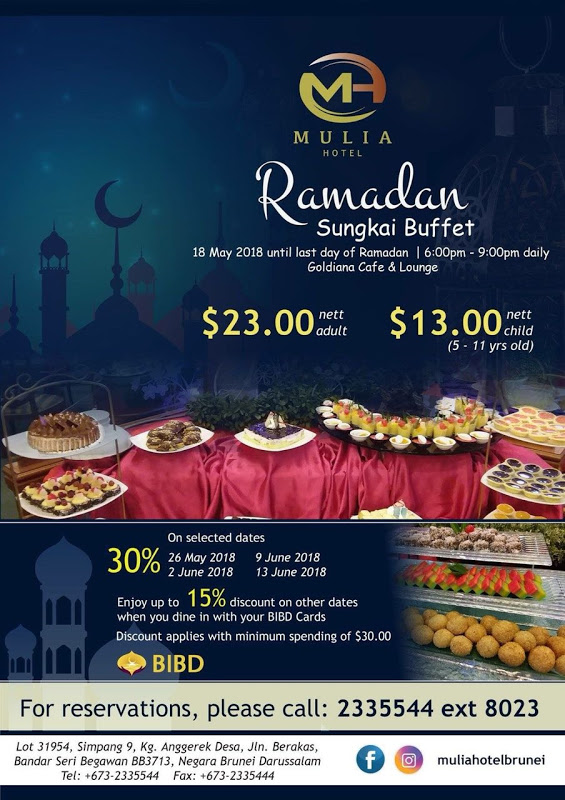 MH
MULIA
HOTEL
Ramadan
Sungkai Buffet
18 May 2018 until last day of Ramadan | 6:00pm - 9:00pm daily
Goldiana Cafe & Lounge
$23.00 nett adult
$13.00 nett child
(5 - 11 yrs old)
On selected dates
30% 26 May 2018 9 June 2018
2 June 2018 13 June 2018
Enjoy up to 15% discount on other dates
when you dine in with your BIBD Cards
Discount applies with minimum spending of $30.00
BIBD
For reservations, please call: 2335544 ext 8023
Lot 31954, Simpang 9, Kg. Anggerek Desa, Jln. Berakas,
Bandar Seri Begawan BB3713, Negara Brunei Darussalam
Tel: +673-2335544 Fax: +673-2335444
f muliahotelbrunei